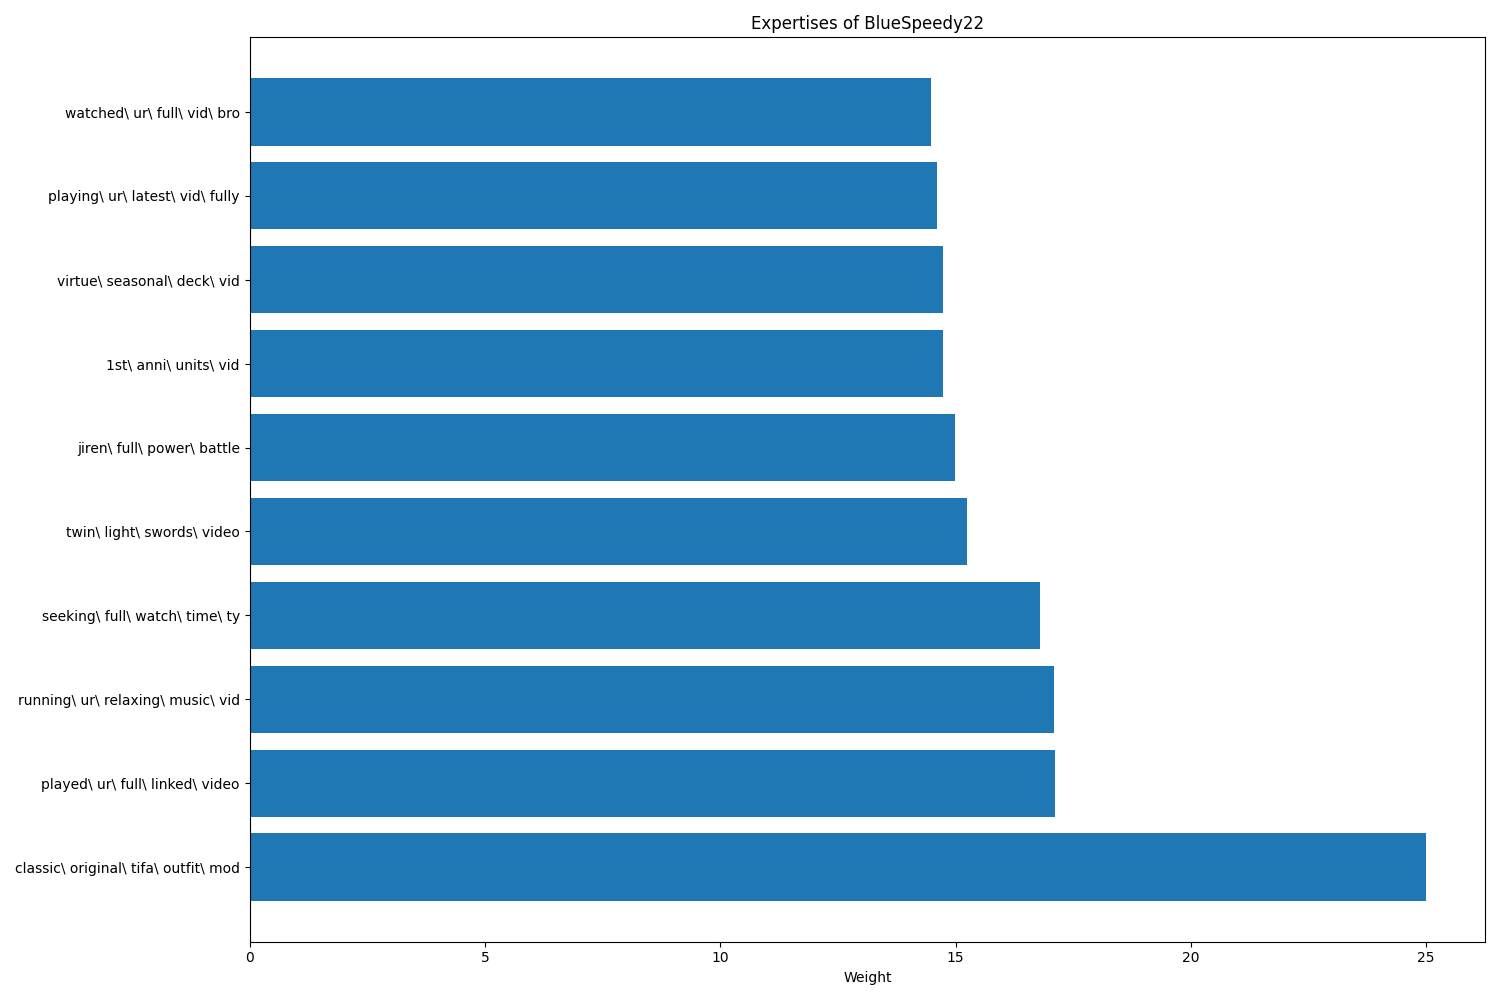 Expertises of BlueSpeedy22
watched\ ur\ full\ vid\ bro
playing\ ur\ latest\ vid\ fully
virtue\ seasonal\ deck\ vid
1st\ anni\ units\ vid
jiren\ full\ power\ battle
twin\ light\ swords\ video
seeking\ full\ watch\ time\ ty
running\ ur\ relaxing\ music\ vid
played\ ur\ full\ linked\ video
classic\ original\ tifa\ outfit\ mod
0 5 10 15 20 25
Weight